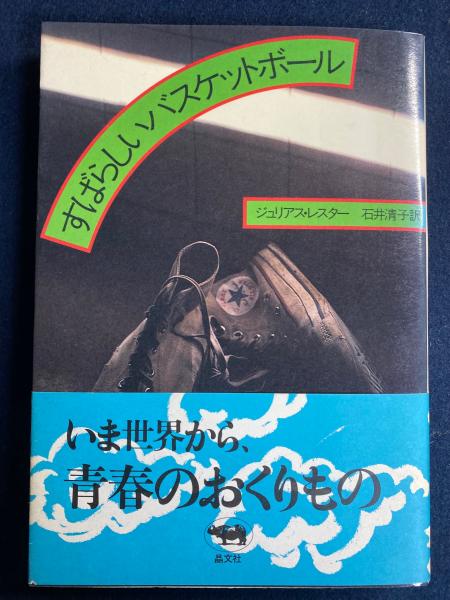 すばらしいバスケットボール
ジュリアス・レスター 石井清子訳
いま世界から、
青春のおくりもの
晶文社